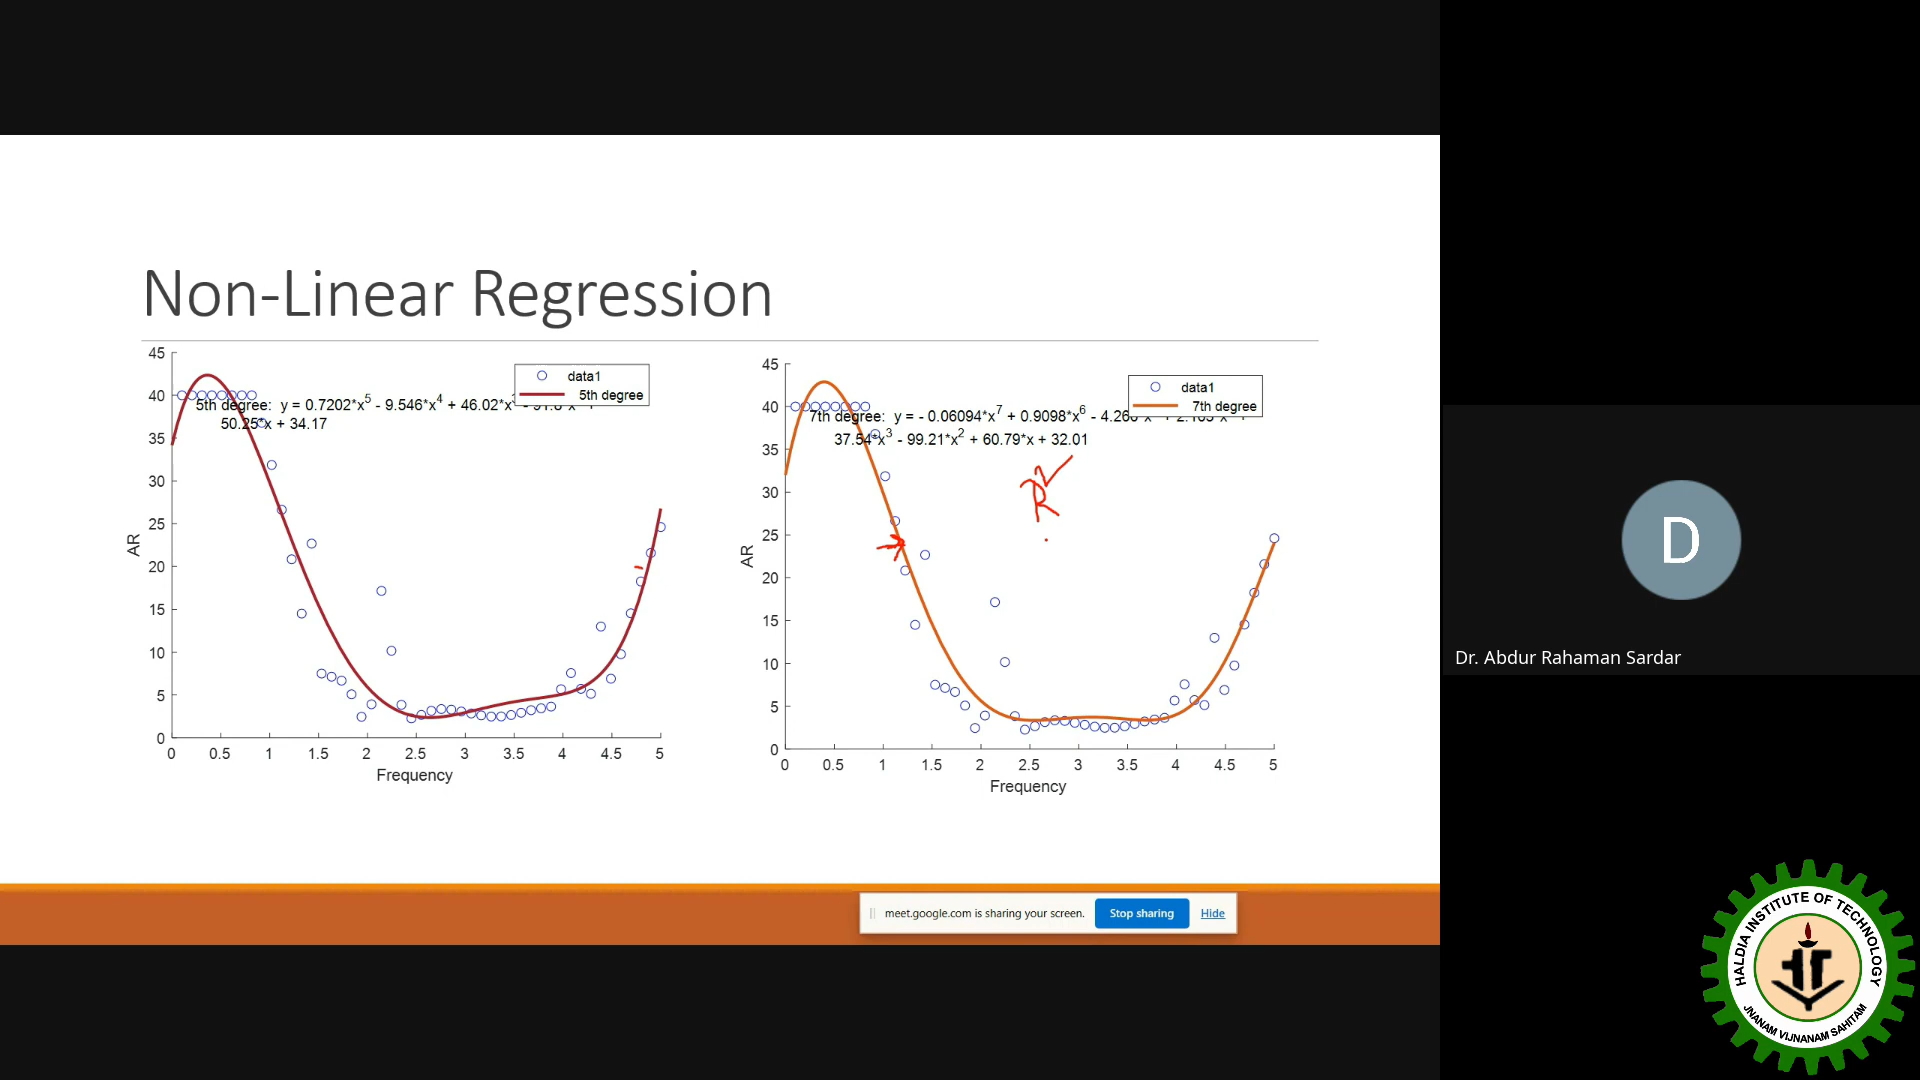 Non-Linear Regression
45
40
35
30
25
20
15
10
5
0
AR
5th degree: y = 0.7202*x^5 - 9.546*x^4 + 46.02*x
50.25*x + 34.17
data1
5th degree
0 0.5 1 1.5 2 2.5 3 3.5 4 4.5 5
Frequency
45
40
35
30
25
20
15
10
5
0
AR
7th degree: y = - 0.06094*x^7 + 0.9098*x^6 -
37.54*x^3 - 99.21*x^2 + 60.79*x + 32.01
data1
7th degree
R^2
0 0.5 1 1.5 2 2.5 3 3.5 4 4.5 5
Frequency
meet.google.com is sharing your screen. Stop sharing Hide
D
Dr. Abdur Rahaman Sardar
HALDIA INSTITUTE OF TECHNOLOGY
JNANAM VIJNANAM SAHITAM